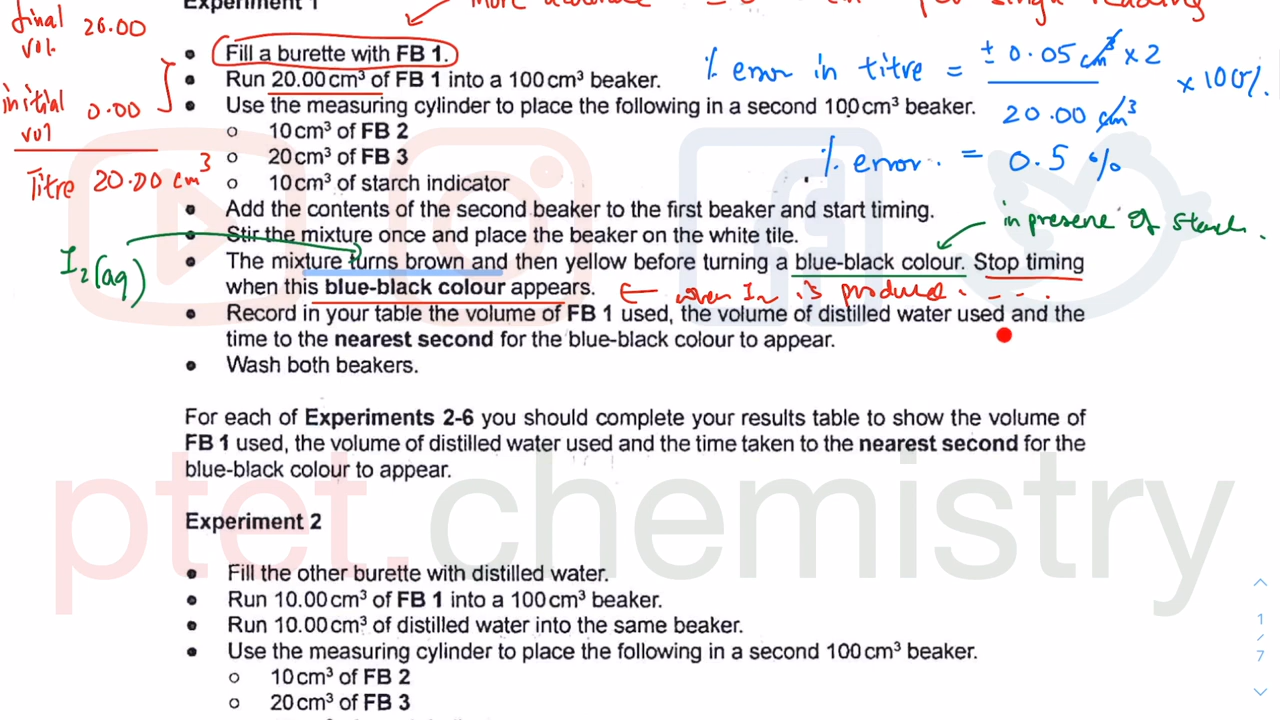 Experiment 1
more accurate = per single reading
final vol. 20.00
initial vol 0.00
Titre 20.00 cm³
• Fill a burette with FB 1.
• Run 20.00 cm³ of FB 1 into a 100 cm³ beaker.
• Use the measuring cylinder to place the following in a second 100 cm³ beaker.
o 10 cm³ of FB 2
o 20 cm³ of FB 3
o 10 cm³ of starch indicator
% error in titre = ± 0.05 cm³ × 2
20.00 cm³
× 100%.
% error. = 0.5 %
• Add the contents of the second beaker to the first beaker and start timing.
in presene of starch.
• Stir the mixture once and place the beaker on the white tile.
I₂(aq)
• The mixture turns brown and then yellow before turning a blue-black colour. Stop timing
when this blue-black colour appears. ← when I₂ is produce . - - .
• Record in your table the volume of FB 1 used, the volume of distilled water used and the
time to the nearest second for the blue-black colour to appear.
• Wash both beakers.
For each of Experiments 2-6 you should complete your results table to show the volume of
FB 1 used, the volume of distilled water used and the time taken to the nearest second for the
blue-black colour to appear.
ptet.chemistry
Experiment 2
• Fill the other burette with distilled water.
• Run 10.00 cm³ of FB 1 into a 100 cm³ beaker.
• Run 10.00 cm³ of distilled water into the same beaker.
• Use the measuring cylinder to place the following in a second 100 cm³ beaker.
o 10 cm³ of FB 2
o 20 cm³ of FB 3
1
/
7